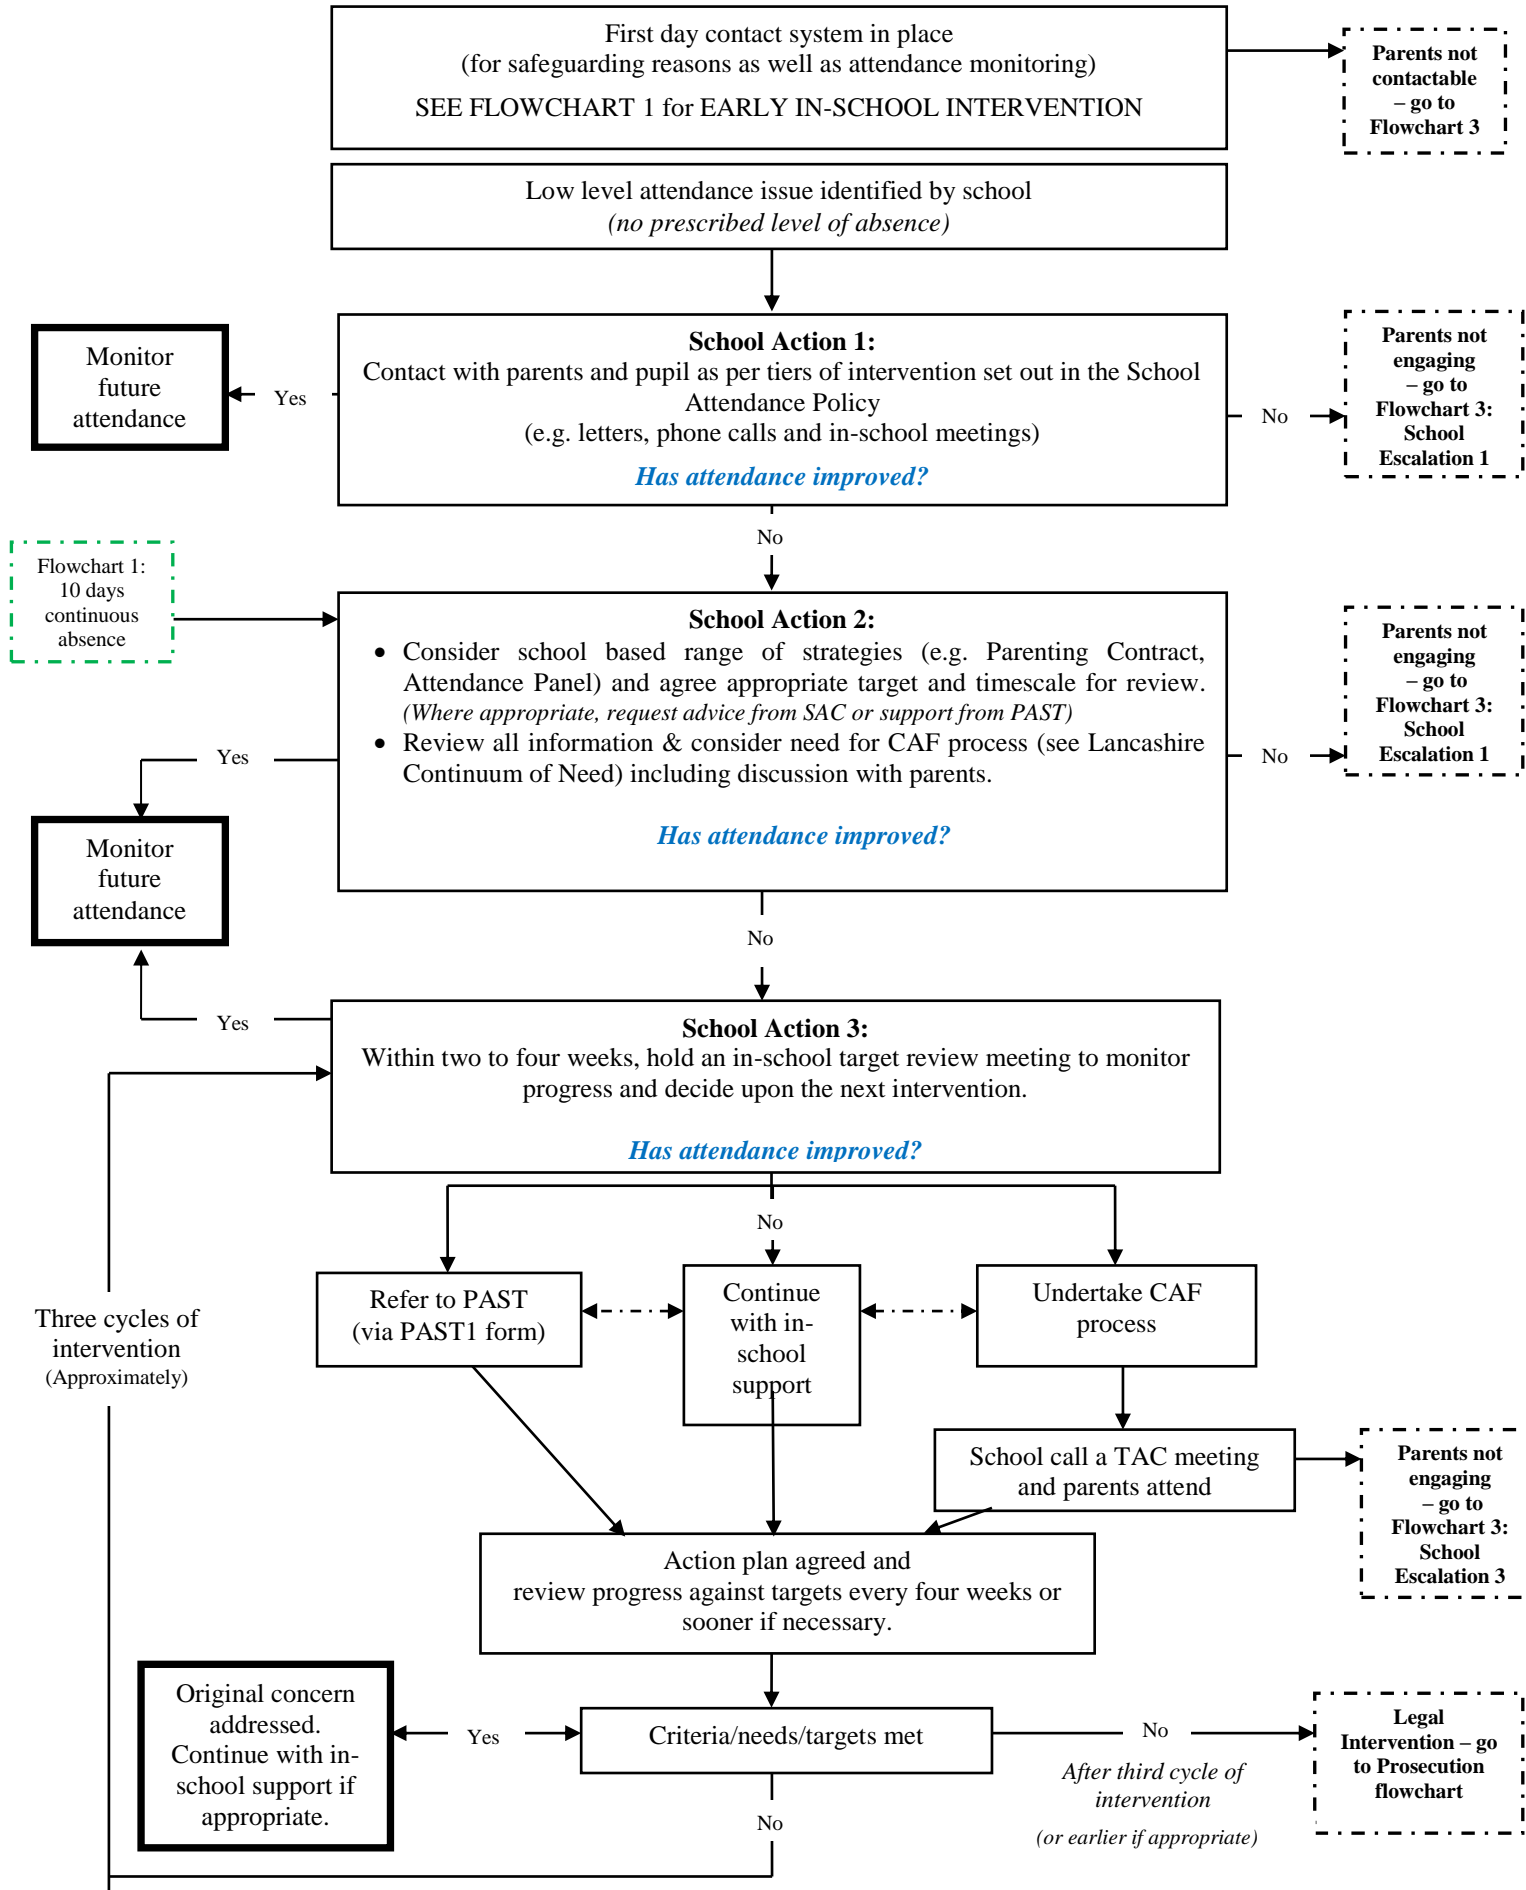 First day contact system in place
(for safeguarding reasons as well as attendance monitoring)
SEE FLOWCHART 1 for EARLY IN-SCHOOL INTERVENTION
Parents not
contactable
– go to
Flowchart 3
Low level attendance issue identified by school
(no prescribed level of absence)
Monitor
future
attendance
Yes
School Action 1:
Contact with parents and pupil as per tiers of intervention set out in the School
Attendance Policy
(e.g. letters, phone calls and in-school meetings)
Has attendance improved?
No
Parents not
engaging
– go to
Flowchart 3:
School
Escalation 1
No
Flowchart 1:
10 days
continuous
absence
School Action 2:
• Consider school based range of strategies (e.g. Parenting Contract,
Attendance Panel) and agree appropriate target and timescale for review.
(Where appropriate, request advice from SAC or support from PAST)
• Review all information & consider need for CAF process (see Lancashire
Continuum of Need) including discussion with parents.
Has attendance improved?
No
Parents not
engaging
– go to
Flowchart 3:
School
Escalation 1
Yes
Monitor
future
attendance
No
Yes
School Action 3:
Within two to four weeks, hold an in-school target review meeting to monitor
progress and decide upon the next intervention.
Has attendance improved?
No
Three cycles of
intervention
(Approximately)
Refer to PAST
(via PAST1 form)
Continue
with in-
school
support
Undertake CAF
process
School call a TAC meeting
and parents attend
Parents not
engaging
– go to
Flowchart 3:
School
Escalation 3
Action plan agreed and
review progress against targets every four weeks or
sooner if necessary.
Original concern
addressed.
Continue with in-
school support if
appropriate.
Yes
Criteria/needs/targets met
No
After third cycle of
intervention
(or earlier if appropriate)
Legal
Intervention – go
to Prosecution
flowchart
No